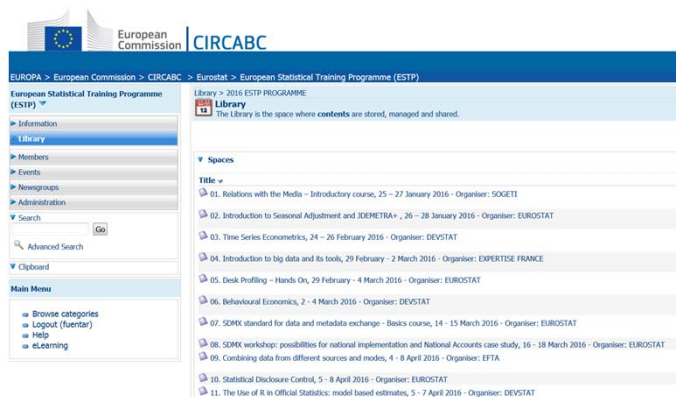 European
Commission
CIRCABC
EUROPA > European Commission > CIRCABC > Eurostat > European Statistical Training Programme (ESTP)
European Statistical Training Programme
(ESTP)
Information
Library
Members
Events
Newsgroups
Administration
Search
Go
Advanced Search
Clipboard
Main Menu
Browse categories
Logout (fuentar)
Help
eLearning
Library > 2016 ESTP PROGRAMME
12
Library
The Library is the space where contents are stored, managed and shared.
Spaces
Title
01. Relations with the Media – Introductory course, 25 – 27 January 2016 - Organiser: SOGETI
02. Introduction to Seasonal Adjustment and JDEMETRA+ , 26 – 28 January 2016 - Organiser: EUROSTAT
03. Time Series Econometrics, 24 – 26 February 2016 - Organiser: DEVSTAT
04. Introduction to big data and its tools, 29 February - 2 March 2016 - Organiser: EXPERTISE FRANCE
05. Desk Profiling – Hands On, 29 February - 4 March 2016 - Organiser: EUROSTAT
06. Behavioural Economics, 2 - 4 March 2016 - Organiser: DEVSTAT
07. SDMX standard for data and metadata exchange - Basics course, 14 - 15 March 2016 - Organiser: EUROSTAT
08. SDMX workshop: possibilities for national implementation and National Accounts case study, 16 - 18 March 2016 - Organiser: EUROSTAT
09. Combining data from different sources and modes, 4 - 8 April 2016 - Organiser: EFTA
10. Statistical Disclosure Control, 5 - 8 April 2016 - Organiser: EUROSTAT
11. The Use of R in Official Statistics: model based estimates, 5 - 7 April 2016 - Organiser: DEVSTAT